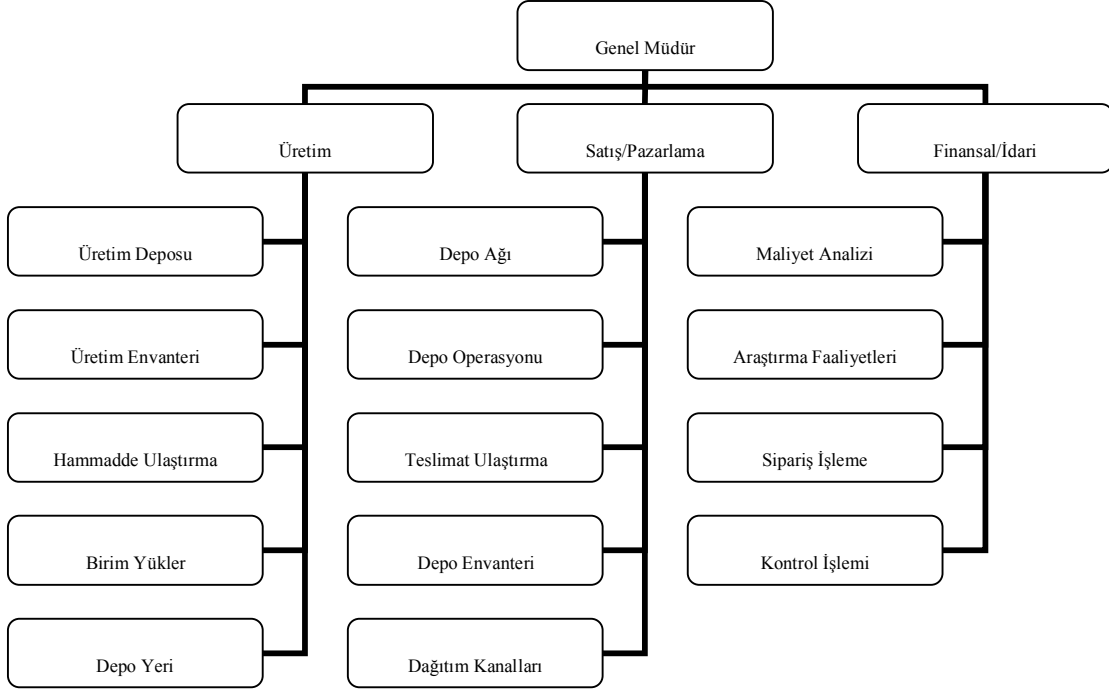 Genel Müdür
Üretim
Satış/Pazarlama
Finansal/İdari
Üretim Deposu
Depo Ağı
Maliyet Analizi
Üretim Envanteri
Depo Operasyonu
Araştırma Faaliyetleri
Hammadde Ulaştırma
Teslimat Ulaştırma
Sipariş İşleme
Birim Yükler
Depo Envanteri
Kontrol İşlemi
Depo Yeri
Dağıtım Kanalları